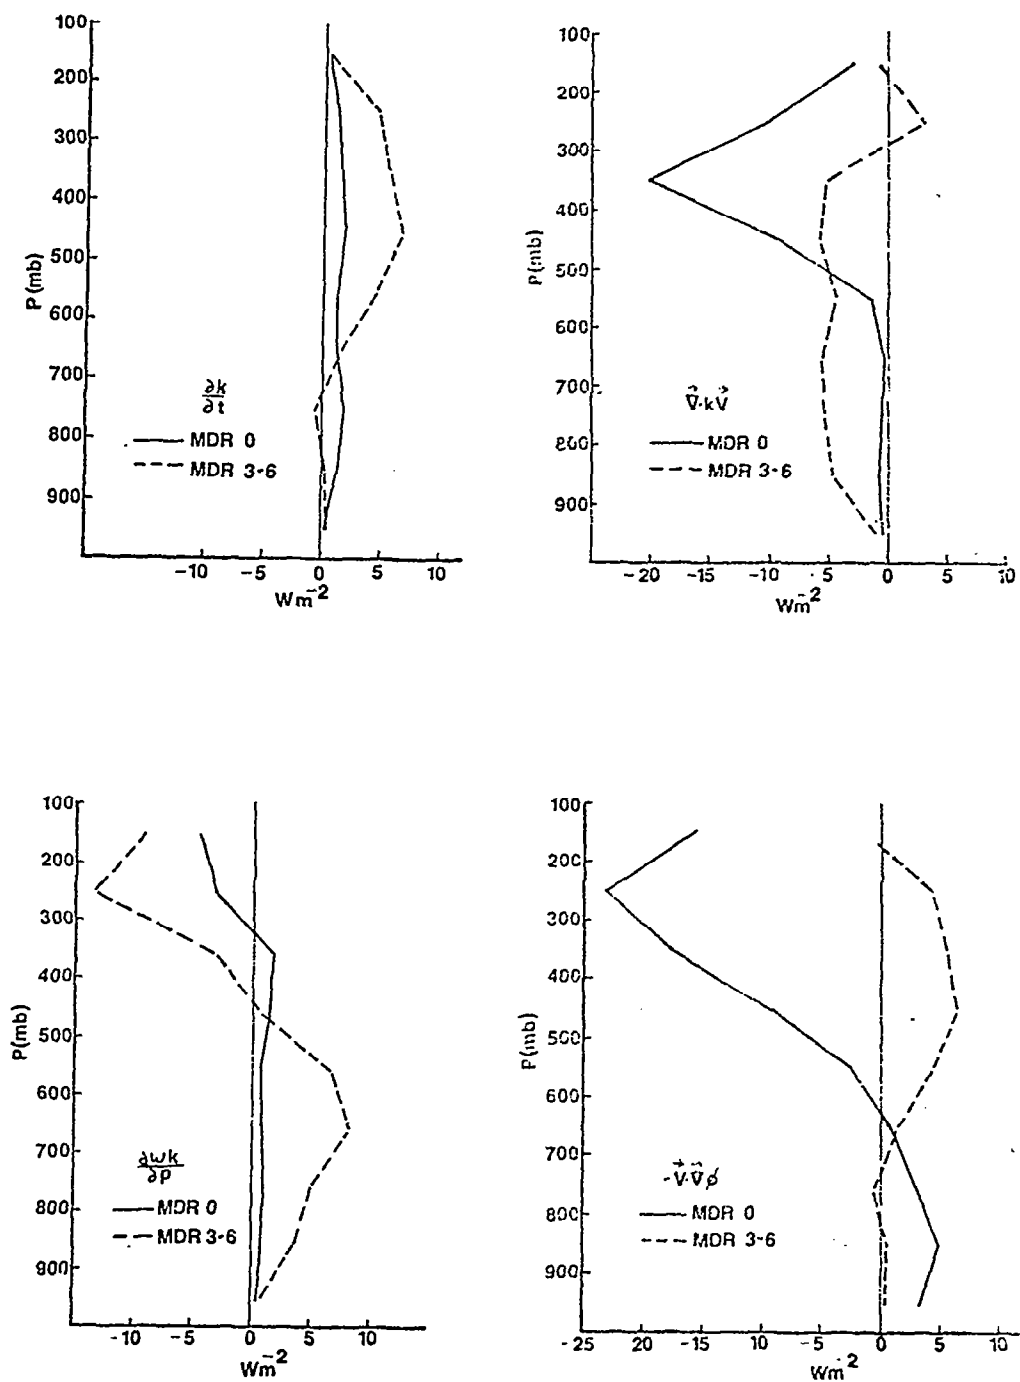 100
200
300
400
500
600
700
800
900
P(mb)
∂k
∂t
MDR 0
MDR 3-6
-10 -5 0 5 10
Wm⁻²
100
200
300
400
500
600
700
800
900
P(mb)
∇⃗·kV⃗
MDR 0
MDR 3-6
-20 -15 -10 -5 0 5 10
Wm⁻²
100
200
300
400
500
600
700
800
900
P(mb)
∂ωk
∂p
MDR 0
MDR 3-6
-10 -5 0 5 10
Wm⁻²
100
200
300
400
500
600
700
800
900
P(mb)
-V⃗·∇⃗φ
MDR 0
MDR 3-6
-25 -20 -15 -10 -5 0 5 10
Wm⁻²